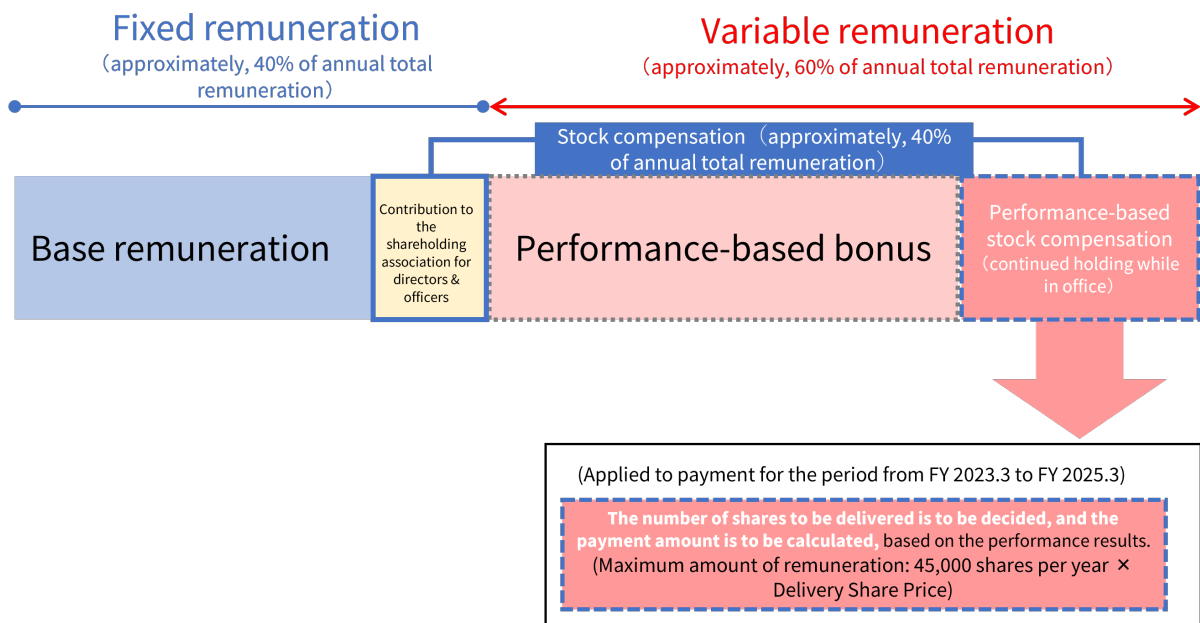 Fixed remuneration
（approximately, 40% of annual total
remuneration）
Variable remuneration
（approximately, 60% of annual total remuneration）
Stock compensation（approximately, 40%
of annual total remuneration）
Base remuneration
Contribution to
the
shareholding
association for
directors &
officers
Performance-based bonus
Performance-based
stock compensation
（continued holding while
in office）
(Applied to payment for the period from FY 2023.3 to FY 2025.3)
The number of shares to be delivered is to be decided, and the
payment amount is to be calculated, based on the performance results.
(Maximum amount of remuneration: 45,000 shares per year ×
Delivery Share Price)